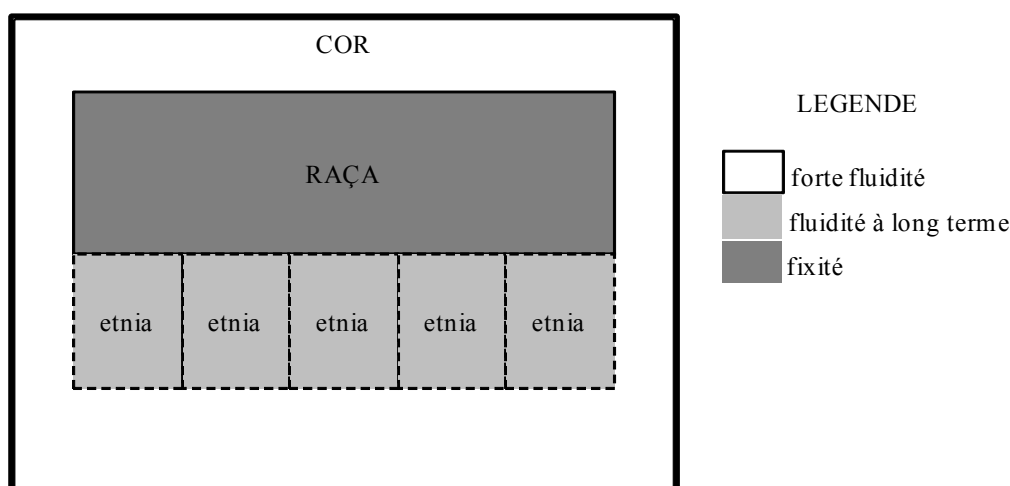 COR
RAÇA
etnia etnia etnia etnia etnia
LEGENDE
forte fluidité
fluidité à long terme
fixité